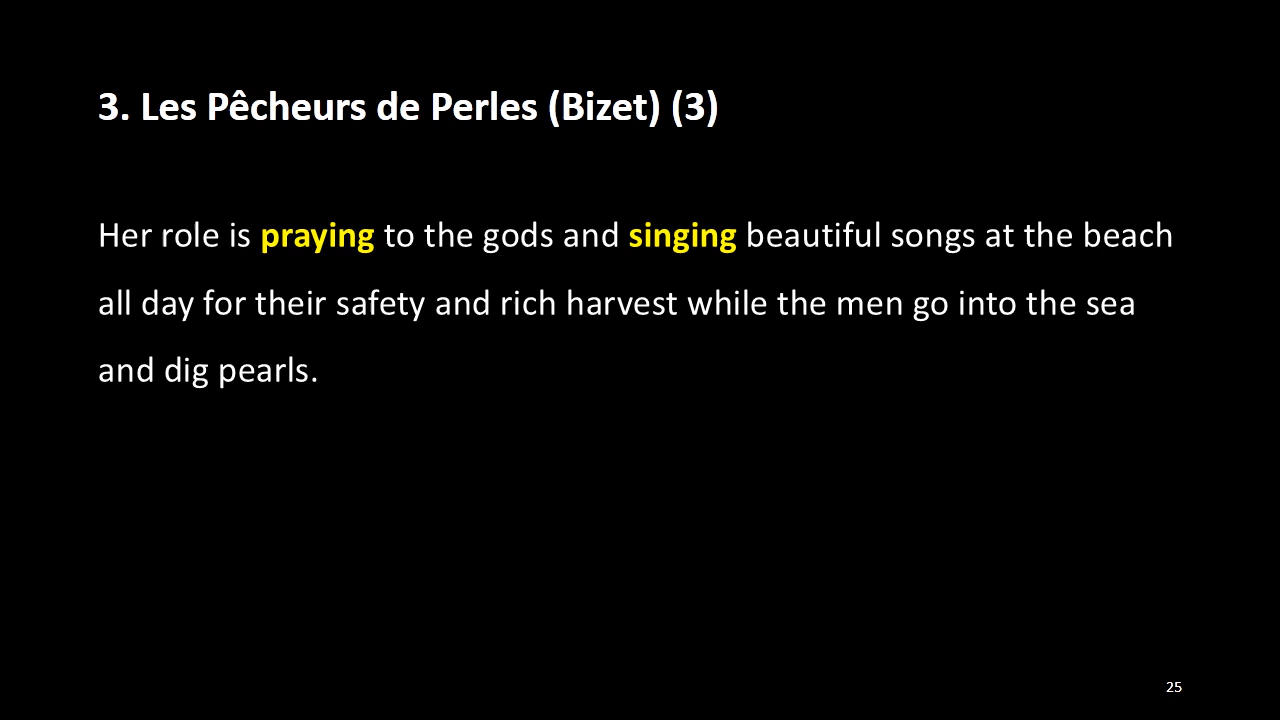 3. Les Pêcheurs de Perles (Bizet) (3)
Her role is praying to the gods and singing beautiful songs at the beach
all day for their safety and rich harvest while the men go into the sea
and dig pearls.
25